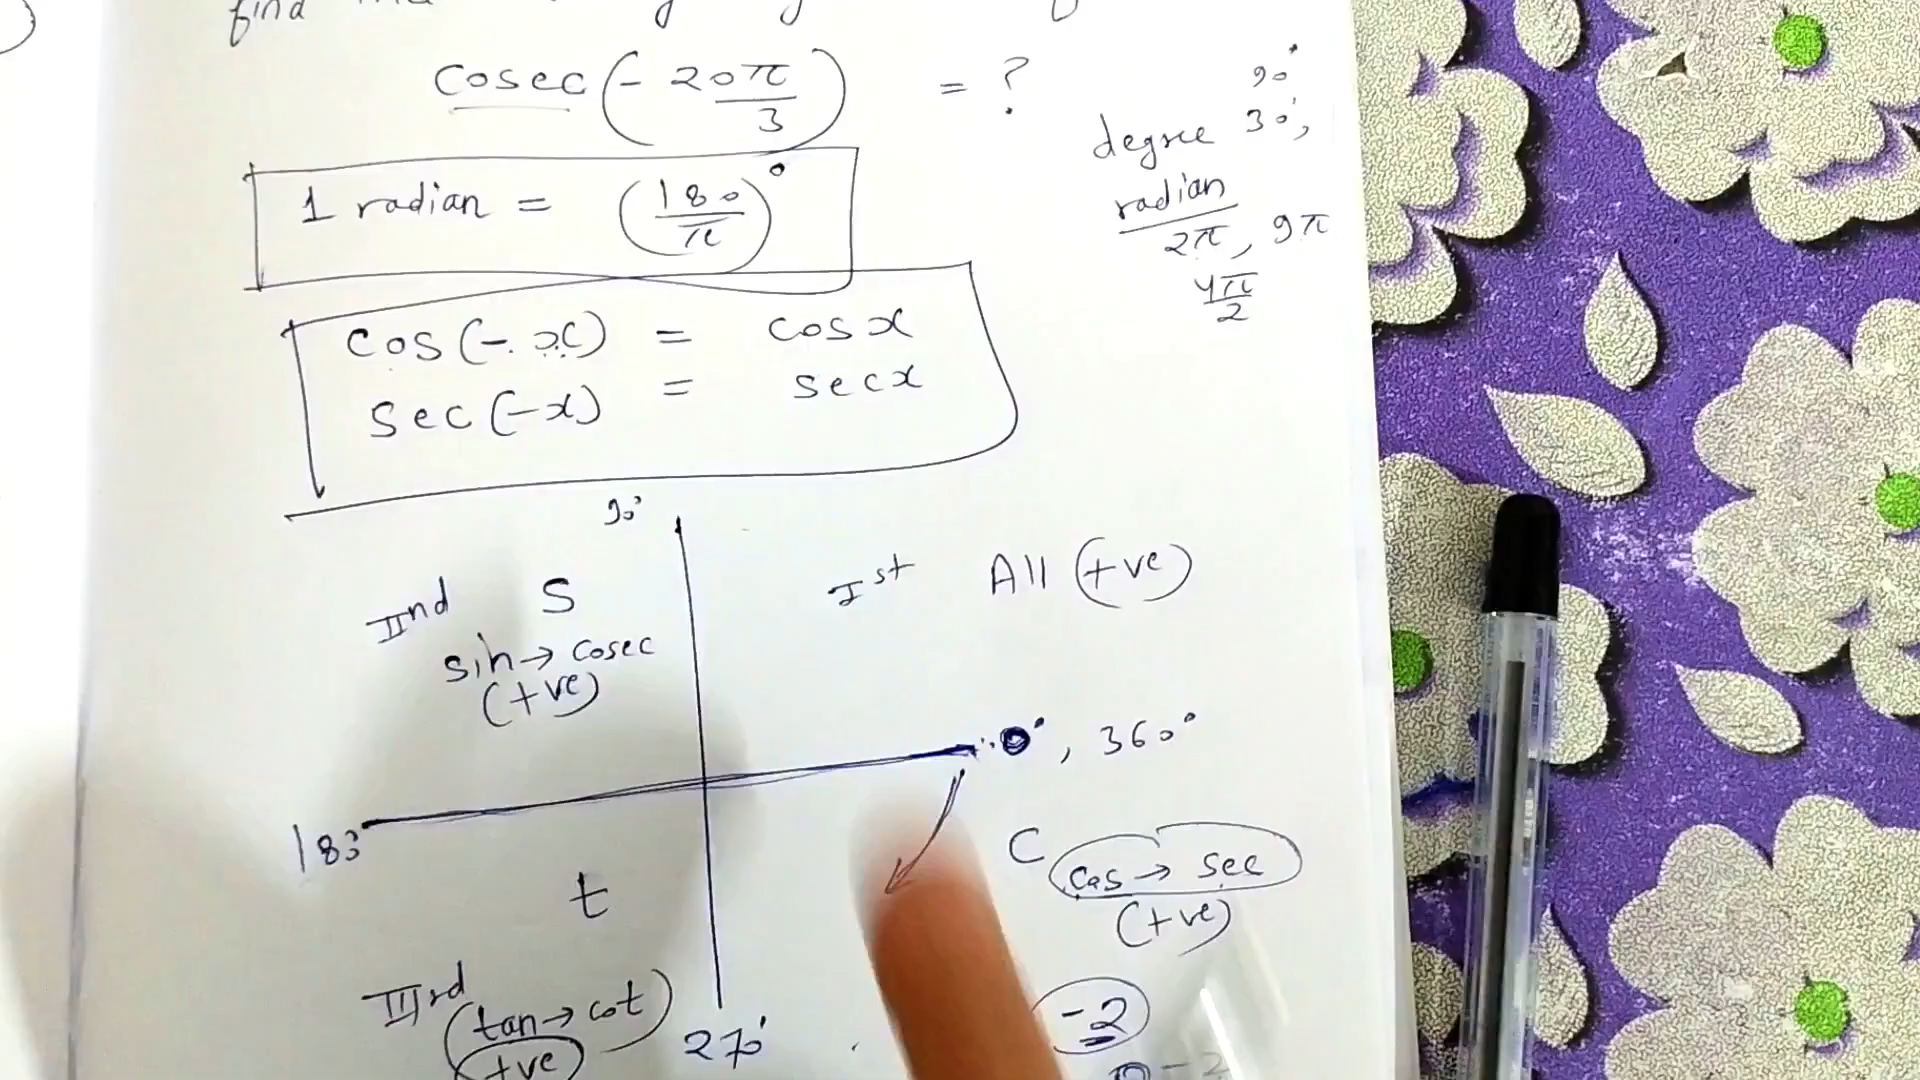 find
cosec (- 20π/3) = ?
90°
degree 30°,
radian
2π, 9π
4π/2
1 radian = (180/π)°
cos (-x) = cos x
sec (-x) = sec x
90°
IInd S
sin → cosec
(+ve)
Ist All (+ve)
0°, 360°
180°
t
C cos → sec
(+ve)
IIIrd
(tan → cot)
+ve
270°
-2